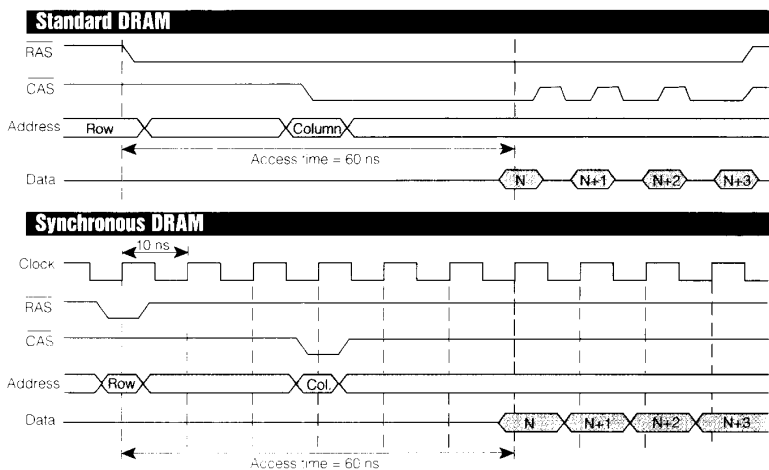 Standard DRAM
RAS
CAS
Address Row Column
Access time = 60 ns
Data N N+1 N+2 N+3
Synchronous DRAM
10 ns
Clock
RAS
CAS
Address Row Col.
Data N N+1 N+2 N+3
Access time = 60 ns